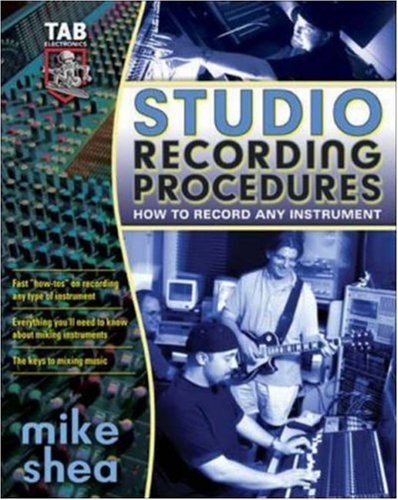 TAB
ELECTRONICS
STUDIO
RECORDING
PROCEDURES
HOW TO RECORD ANY INSTRUMENT
Fast "how-tos" on recording
any type of instrument
Everything you'll need to know
about miking instruments
The keys to mixing music
mike
shea